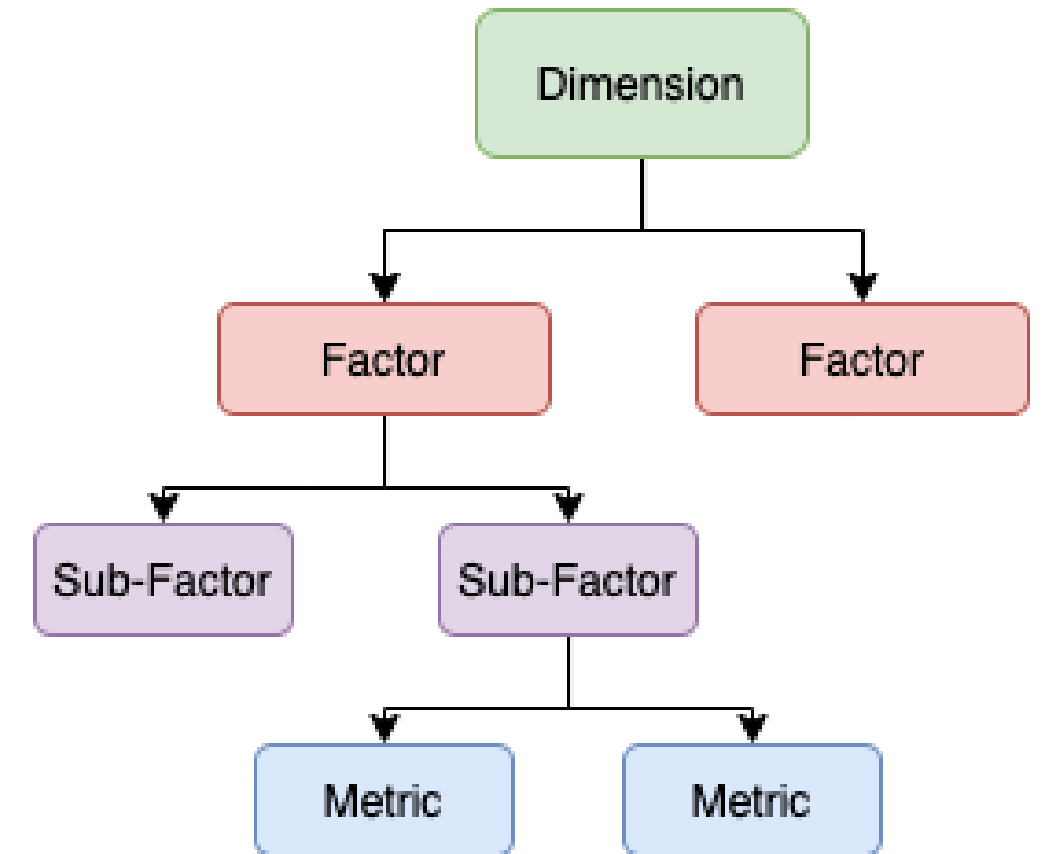 Dimension
Factor
Factor
Sub-Factor
Sub-Factor
Metric
Metric